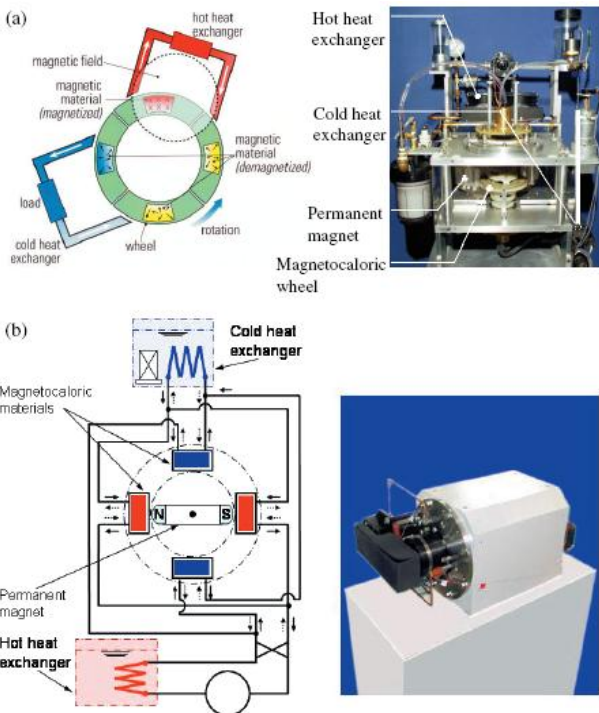 (a)
hot heat
exchanger
magnetic field
magnetic
material
(magnetized)
magnetic
material
(demagnetized)
load
cold heat
exchanger
wheel
rotation
Hot heat
exchanger
Cold heat
exchanger
Permanent
magnet
Magnetocaloric
wheel
(b)
Cold heat
exchanger
Magnetocaloric
materials
N
S
Permanent
magnet
Hot heat
exchanger